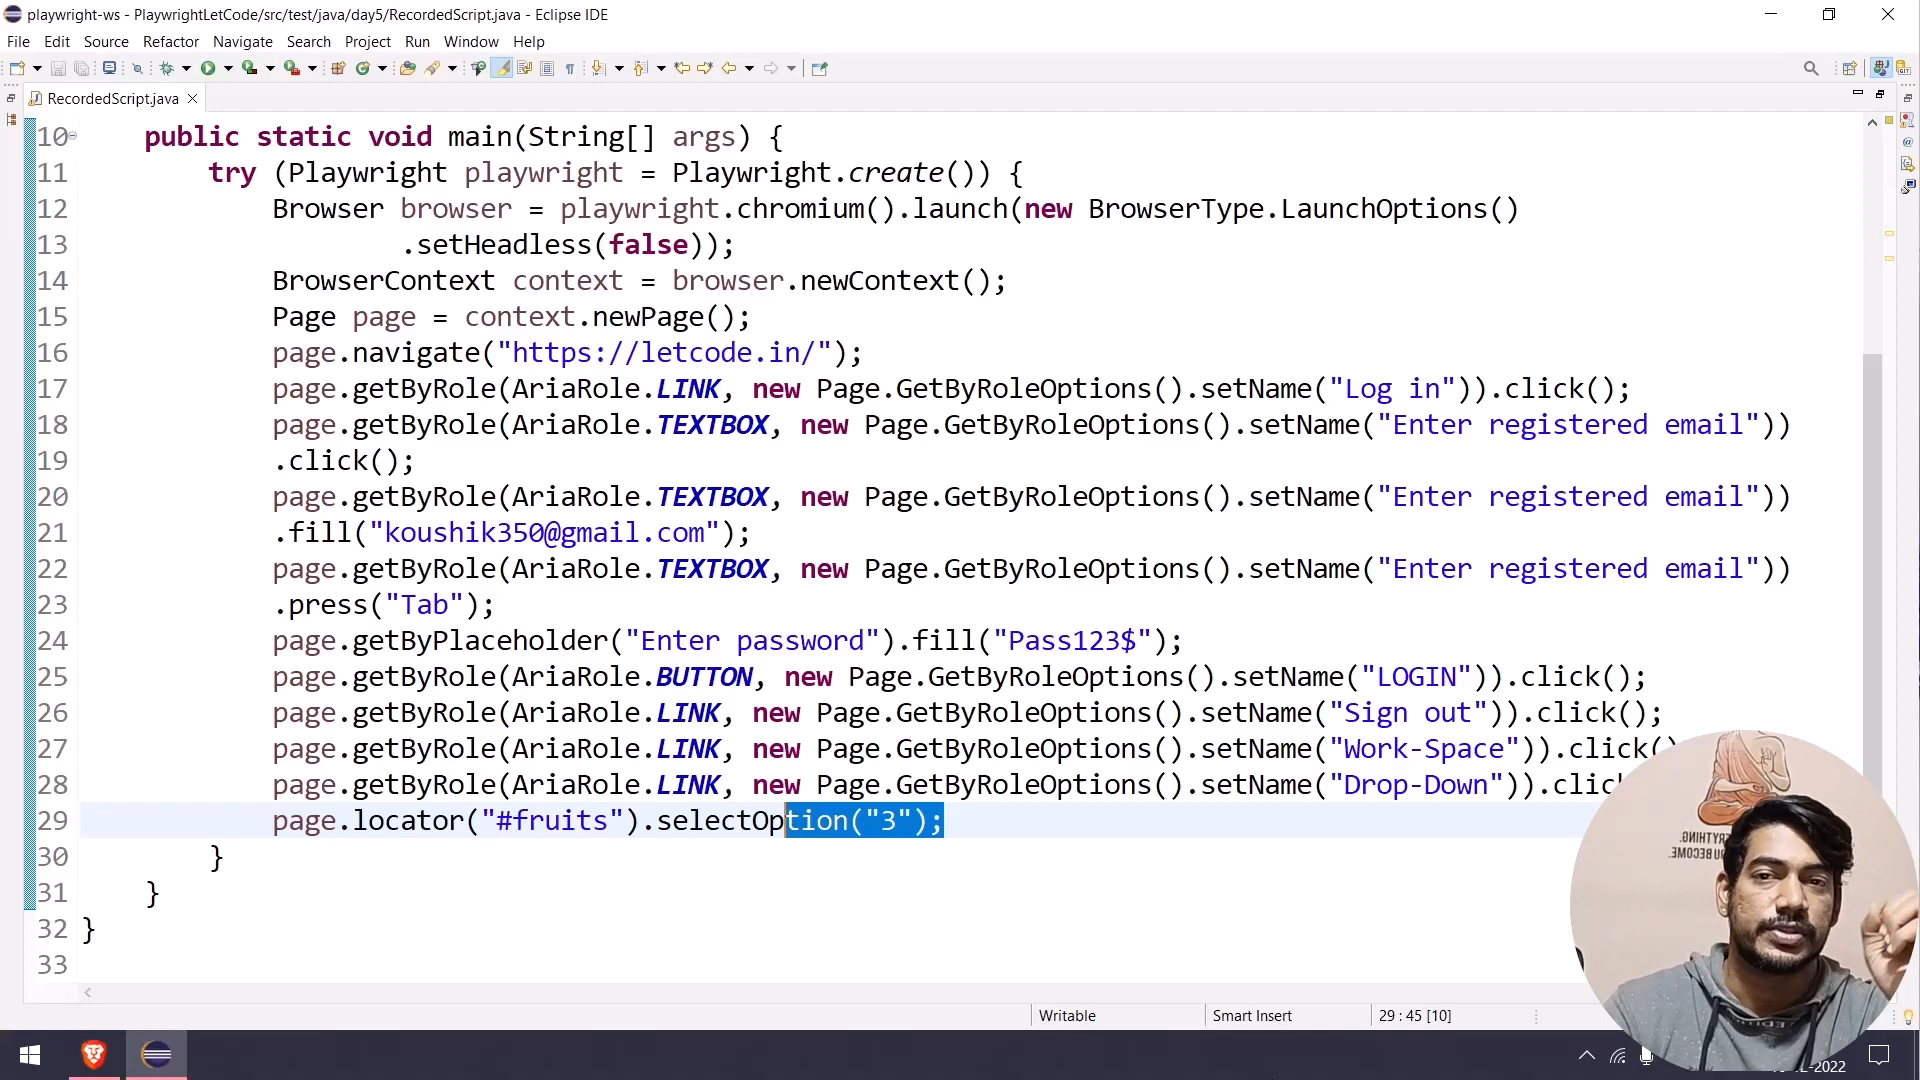 playwright-ws - PlaywrightLetCode/src/test/java/day5/RecordedScript.java - Eclipse IDE
File Edit Source Refactor Navigate Search Project Run Window Help
RecordedScript.java
10 public static void main(String[] args) {
11 try (Playwright playwright = Playwright.create()) {
12 Browser browser = playwright.chromium().launch(new BrowserType.LaunchOptions()
13 .setHeadless(false));
14 BrowserContext context = browser.newContext();
15 Page page = context.newPage();
16 page.navigate("https://letcode.in/");
17 page.getByRole(AriaRole.LINK, new Page.GetByRoleOptions().setName("Log in")).click();
18 page.getByRole(AriaRole.TEXTBOX, new Page.GetByRoleOptions().setName("Enter registered email"))
19 .click();
20 page.getByRole(AriaRole.TEXTBOX, new Page.GetByRoleOptions().setName("Enter registered email"))
21 .fill("koushik350@gmail.com");
22 page.getByRole(AriaRole.TEXTBOX, new Page.GetByRoleOptions().setName("Enter registered email"))
23 .press("Tab");
24 page.getByPlaceholder("Enter password").fill("Pass123$");
25 page.getByRole(AriaRole.BUTTON, new Page.GetByRoleOptions().setName("LOGIN")).click();
26 page.getByRole(AriaRole.LINK, new Page.GetByRoleOptions().setName("Sign out")).click();
27 page.getByRole(AriaRole.LINK, new Page.GetByRoleOptions().setName("Work-Space")).click(
28 page.getByRole(AriaRole.LINK, new Page.GetByRoleOptions().setName("Drop-Down")).clic
29 page.locator("#fruits").selectOption("3");
30 }
31 }
32 }
33
Writable Smart Insert 29 : 45 [10]